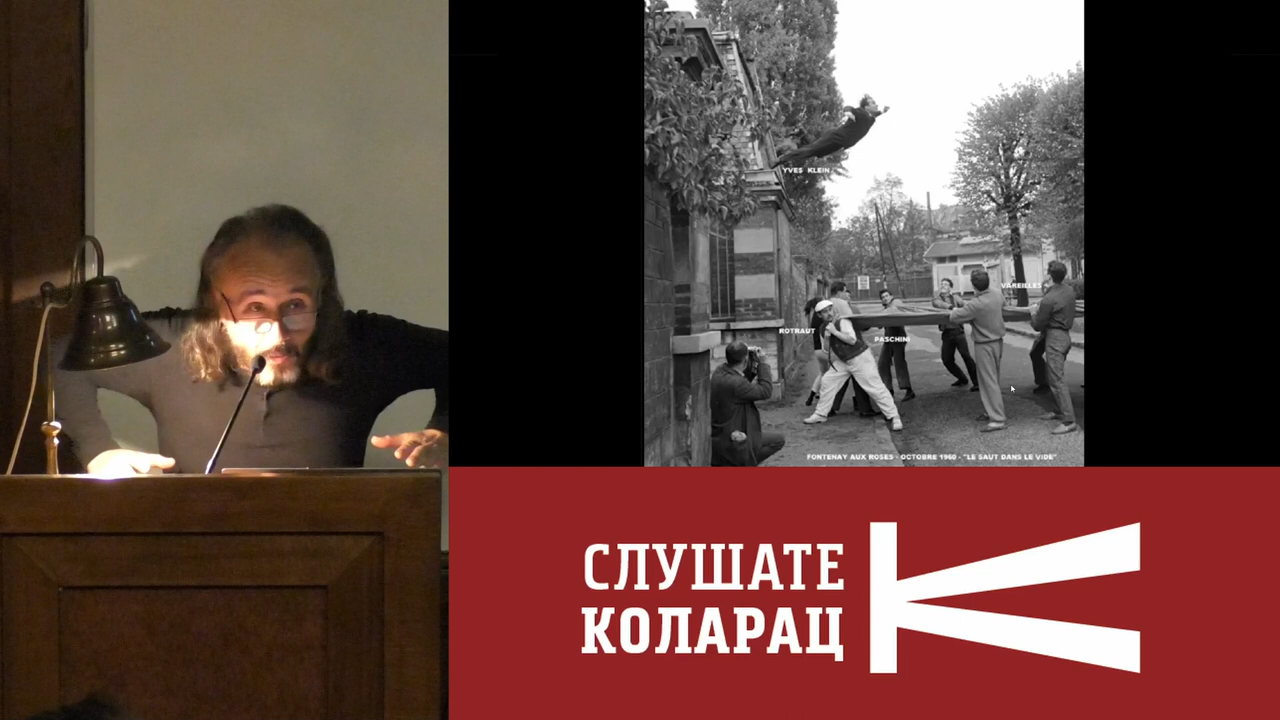 YVES KLEIN
VAREILLES
ROTRAUT
PASCHINI
FONTENAY AUX ROSES - OCTOBRE 1960 - "LE SAUT DANS LE VIDE"
СЛУШАТЕ
КОЛАРАЦ